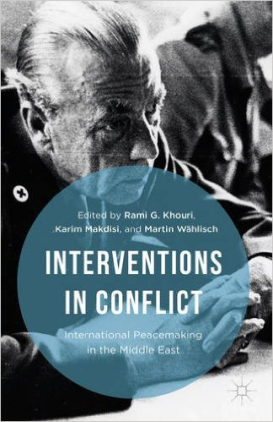 Edited by Rami G. Khouri,
Karim Makdisi, and Martin Wählisch
INTERVENTIONS
IN CONFLICT
International Peacemaking
in the Middle East